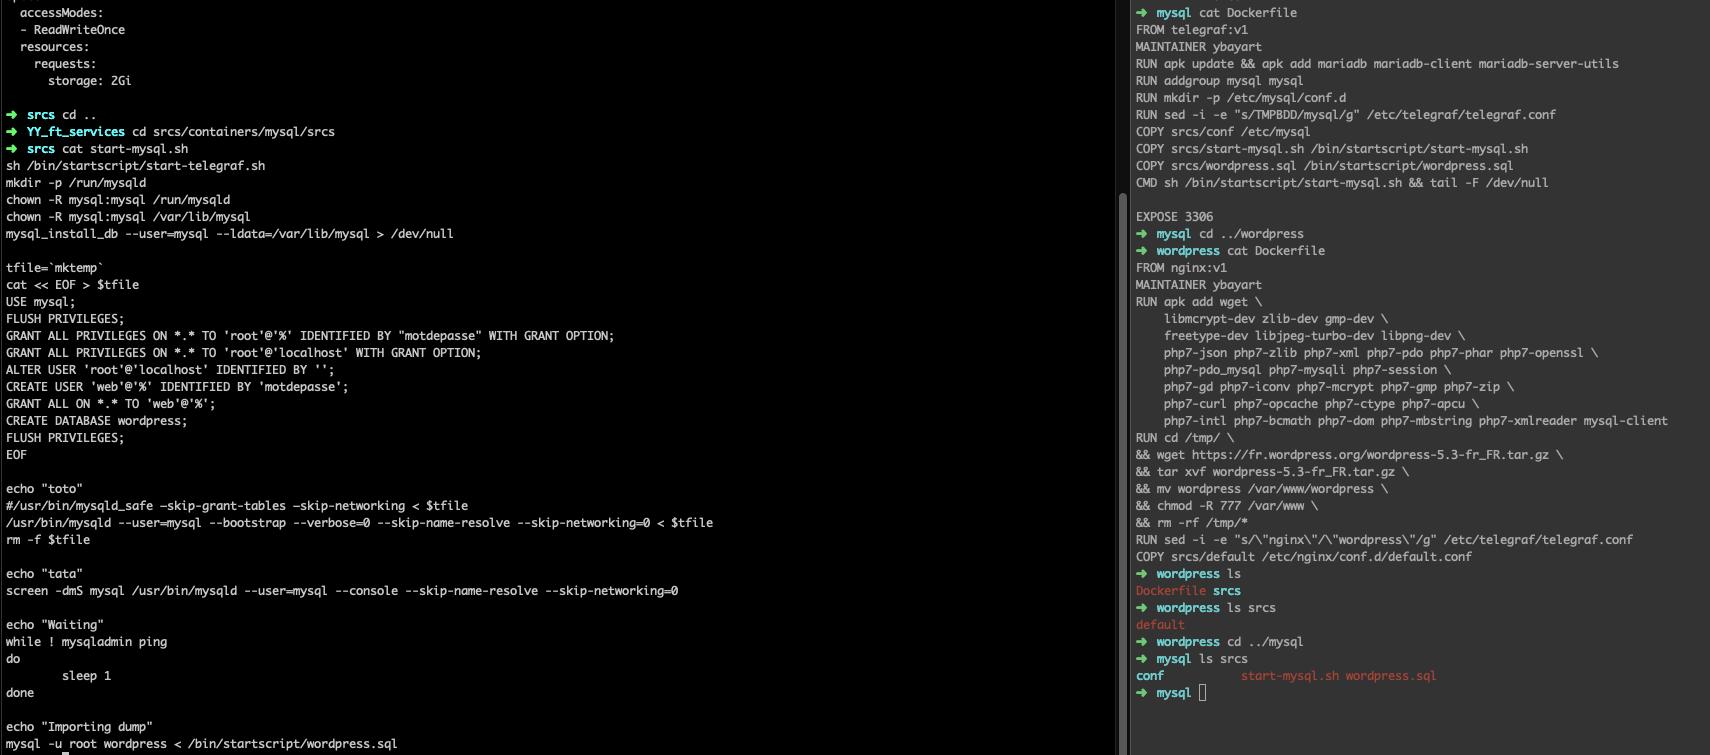 accessModes:
- ReadWriteOnce
resources:
requests:
storage: 2Gi
➜ srcs cd ..
➜ YY_ft_services cd srcs/containers/mysql/srcs
➜ srcs cat start-mysql.sh
sh /bin/startscript/start-telegraf.sh
mkdir -p /run/mysqld
chown -R mysql:mysql /run/mysqld
chown -R mysql:mysql /var/lib/mysql
mysql_install_db --user=mysql --ldata=/var/lib/mysql > /dev/null
tfile=`mktemp`
cat << EOF > $tfile
USE mysql;
FLUSH PRIVILEGES;
GRANT ALL PRIVILEGES ON *.* TO 'root'@'%' IDENTIFIED BY "motdepasse" WITH GRANT OPTION;
GRANT ALL PRIVILEGES ON *.* TO 'root'@'localhost' WITH GRANT OPTION;
ALTER USER 'root'@'localhost' IDENTIFIED BY '';
CREATE USER 'web'@'%' IDENTIFIED BY 'motdepasse';
GRANT ALL ON *.* TO 'web'@'%';
CREATE DATABASE wordpress;
FLUSH PRIVILEGES;
EOF
echo "toto"
#/usr/bin/mysqld_safe –skip-grant-tables –skip-networking < $tfile
/usr/bin/mysqld --user=mysql --bootstrap --verbose=0 --skip-name-resolve --skip-networking=0 < $tfile
rm -f $tfile
echo "tata"
screen -dmS mysql /usr/bin/mysqld --user=mysql --console --skip-name-resolve --skip-networking=0
echo "Waiting"
while ! mysqladmin ping
do
sleep 1
done
echo "Importing dump"
mysql -u root wordpress < /bin/startscript/wordpress.sql
➜ mysql cat Dockerfile
FROM telegraf:v1
MAINTAINER ybayart
RUN apk update && apk add mariadb mariadb-client mariadb-server-utils
RUN addgroup mysql mysql
RUN mkdir -p /etc/mysql/conf.d
RUN sed -i -e "s/TMPBDD/mysql/g" /etc/telegraf/telegraf.conf
COPY srcs/conf /etc/mysql
COPY srcs/start-mysql.sh /bin/startscript/start-mysql.sh
COPY srcs/wordpress.sql /bin/startscript/wordpress.sql
CMD sh /bin/startscript/start-mysql.sh && tail -F /dev/null
EXPOSE 3306
➜ mysql cd ../wordpress
➜ wordpress cat Dockerfile
FROM nginx:v1
MAINTAINER ybayart
RUN apk add wget \
libmcrypt-dev zlib-dev gmp-dev \
freetype-dev libjpeg-turbo-dev libpng-dev \
php7-json php7-zlib php7-xml php7-pdo php7-phar php7-openssl \
php7-pdo_mysql php7-mysqli php7-session \
php7-gd php7-iconv php7-mcrypt php7-gmp php7-zip \
php7-curl php7-opcache php7-ctype php7-apcu \
php7-intl php7-bcmath php7-dom php7-mbstring php7-xmlreader mysql-client
RUN cd /tmp/ \
&& wget https://fr.wordpress.org/wordpress-5.3-fr_FR.tar.gz \
&& tar xvf wordpress-5.3-fr_FR.tar.gz \
&& mv wordpress /var/www/wordpress \
&& chmod -R 777 /var/www \
&& rm -rf /tmp/*
RUN sed -i -e "s/\"nginx\"/\"wordpress\"/g" /etc/telegraf/telegraf.conf
COPY srcs/default /etc/nginx/conf.d/default.conf
➜ wordpress ls
Dockerfile srcs
➜ wordpress ls srcs
default
➜ wordpress cd ../mysql
➜ mysql ls srcs
conf start-mysql.sh wordpress.sql
➜ mysql